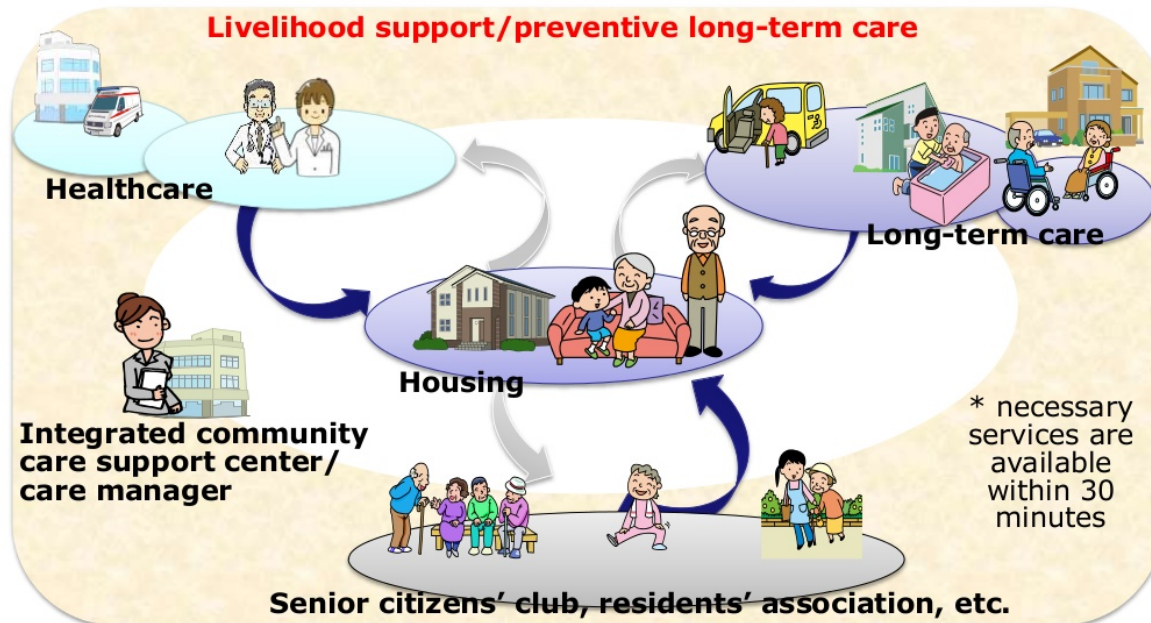 Livelihood support/preventive long-term care
Healthcare
Long-term care
Housing
Integrated community
care support center/
care manager
* necessary
services are
available
within 30
minutes
Senior citizens’ club, residents’ association, etc.